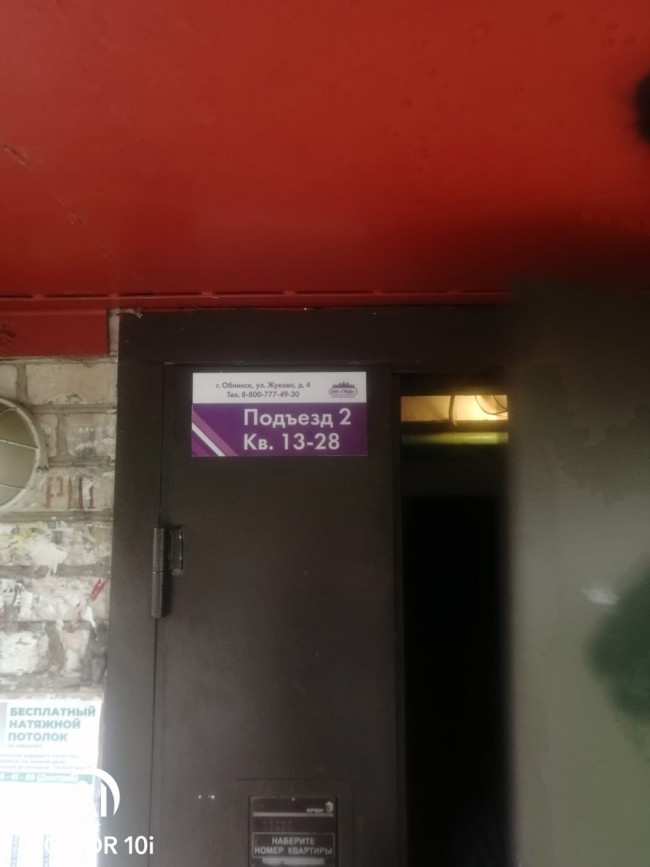 г. Обнинск, ул. Жукова, д. 4
Тел. 8-800-777-49-30
Подъезд 2
Кв. 13-28
БЕСПЛАТНЫЙ
НАТЯЖНОЙ
ПОТОЛОК
НАБЕРИТЕ
НОМЕР КВАРТИРЫ
10i